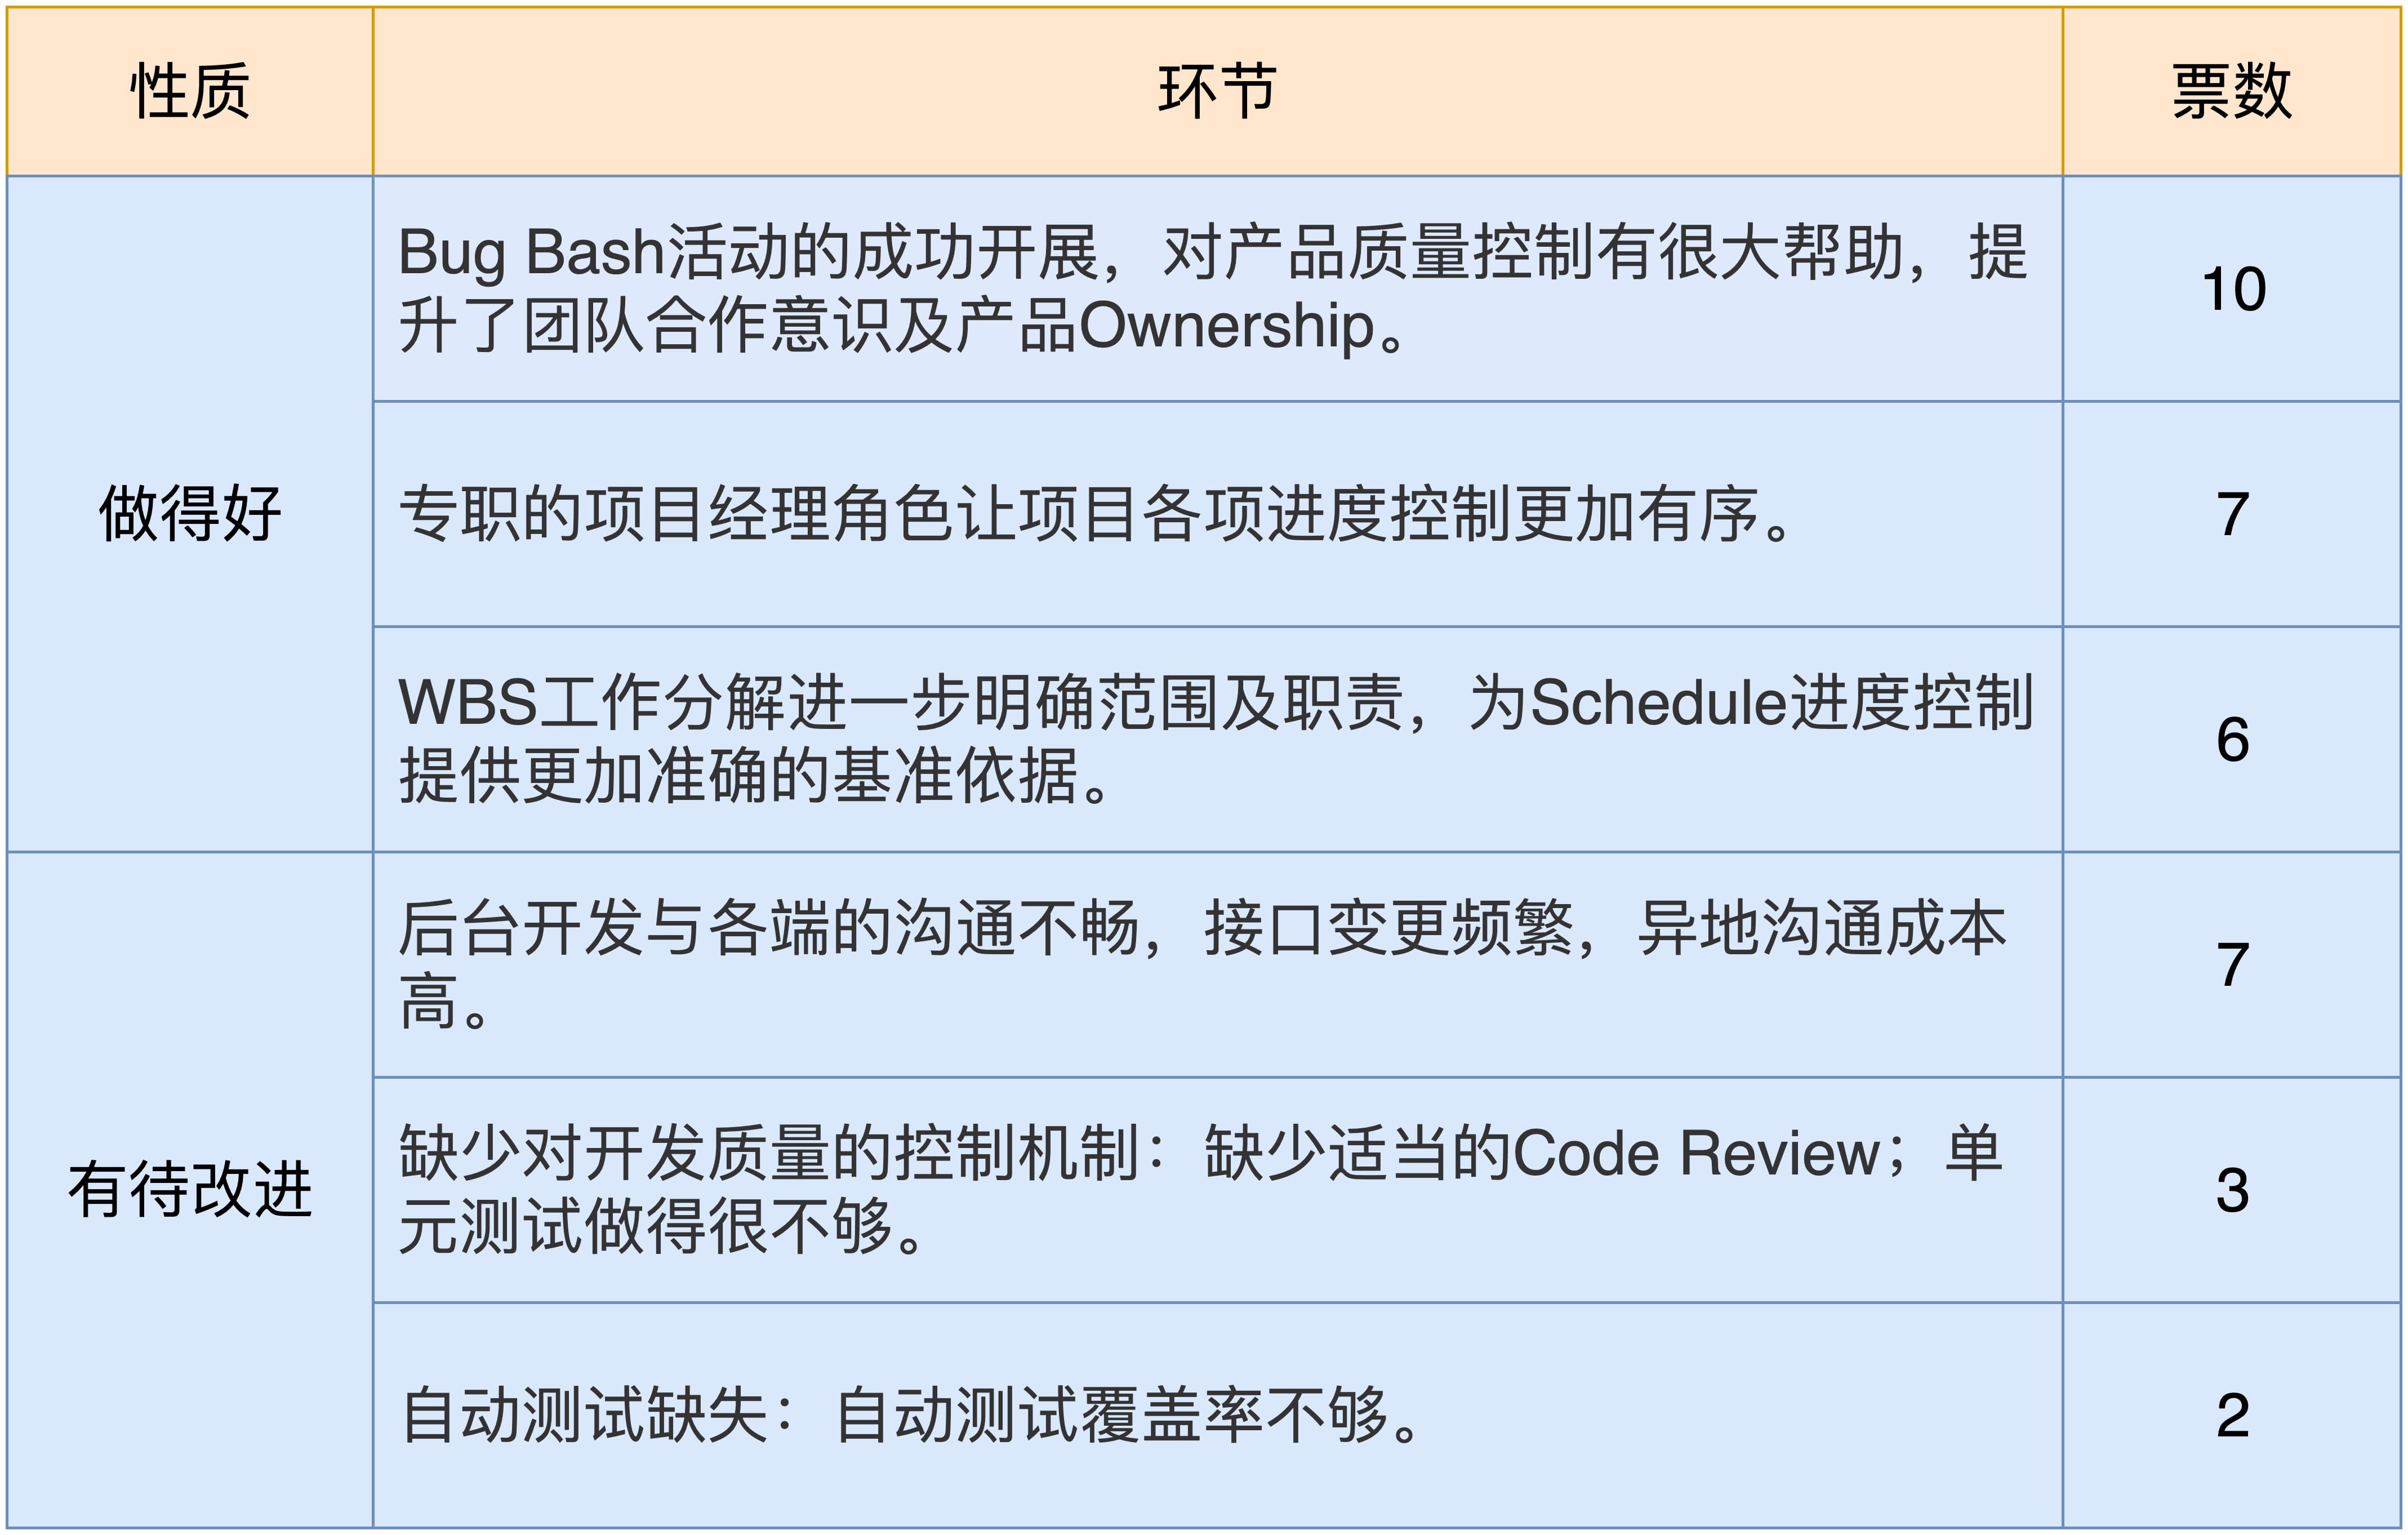 性质 环节 票数
做得好
Bug Bash活动的成功开展，对产品质量控制有很大帮助，提
升了团队合作意识及产品Ownership。
10
专职的项目经理角色让项目各项进度控制更加有序。
7
WBS工作分解进一步明确范围及职责，为Schedule进度控制
提供更加准确的基准依据。
6
有待改进
后台开发与各端的沟通不畅，接口变更频繁，异地沟通成本
高。
7
缺少对开发质量的控制机制：缺少适当的Code Review；单
元测试做得很不够。
3
自动测试缺失：自动测试覆盖率不够。
2